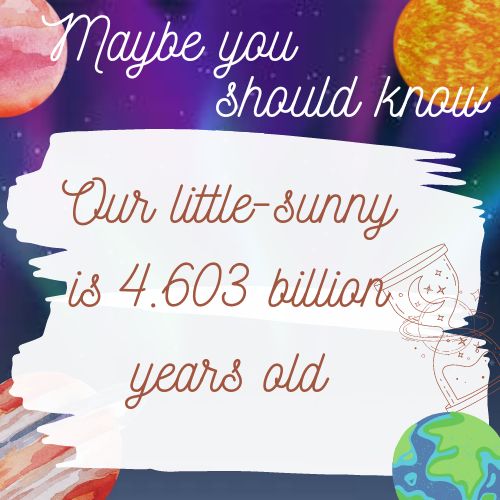 Maybe you
should know
Our little-sunny
is 4.603 billion
years old